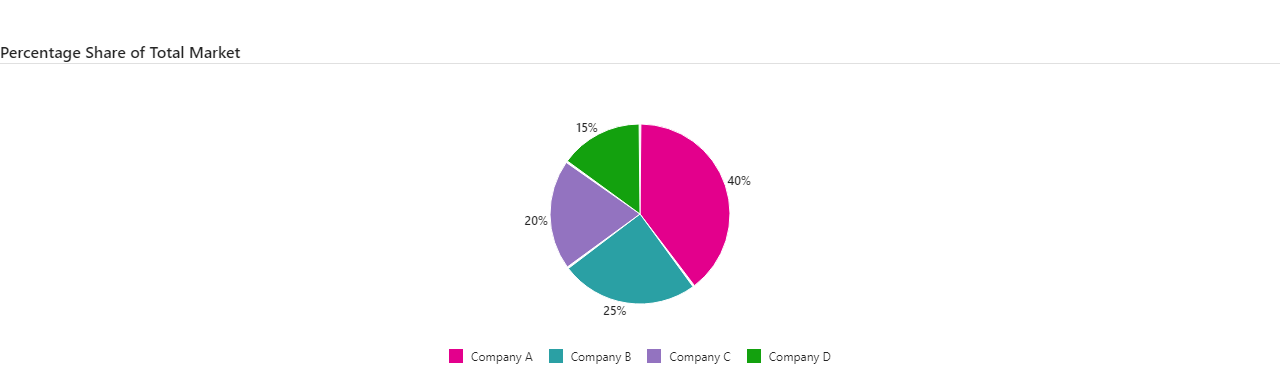 Percentage Share of Total Market
15%
40%
20%
25%
Company A Company B Company C Company D